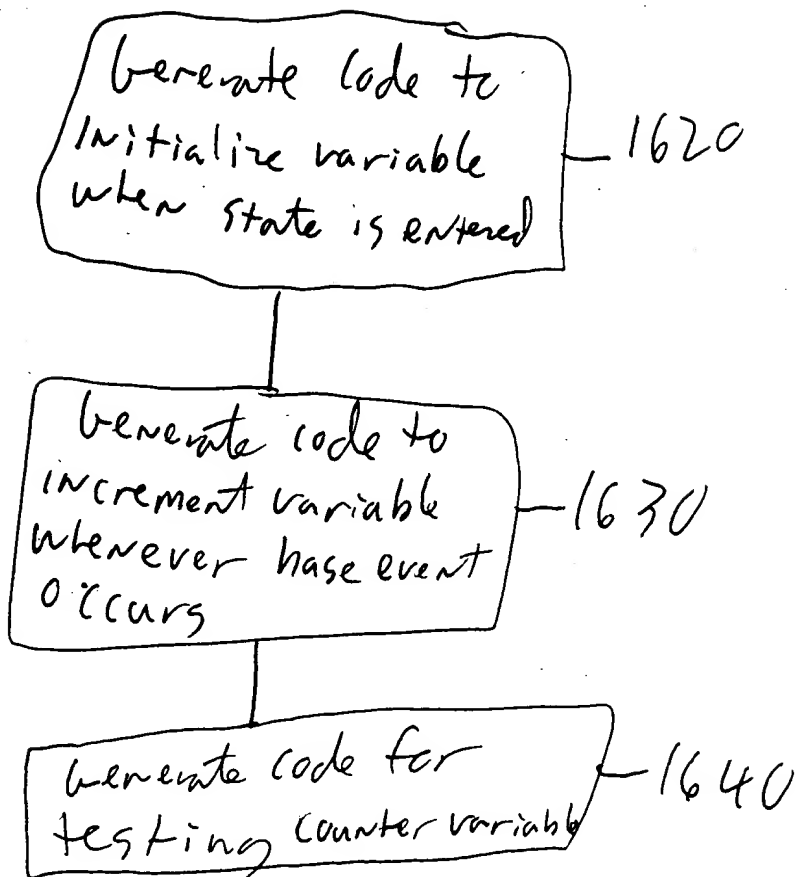 Generate code to
initialize variable
when state is entered
1620
Generate code to
increment variable
whenever base event
occurs
1630
Generate code for
testing counter variable
1640